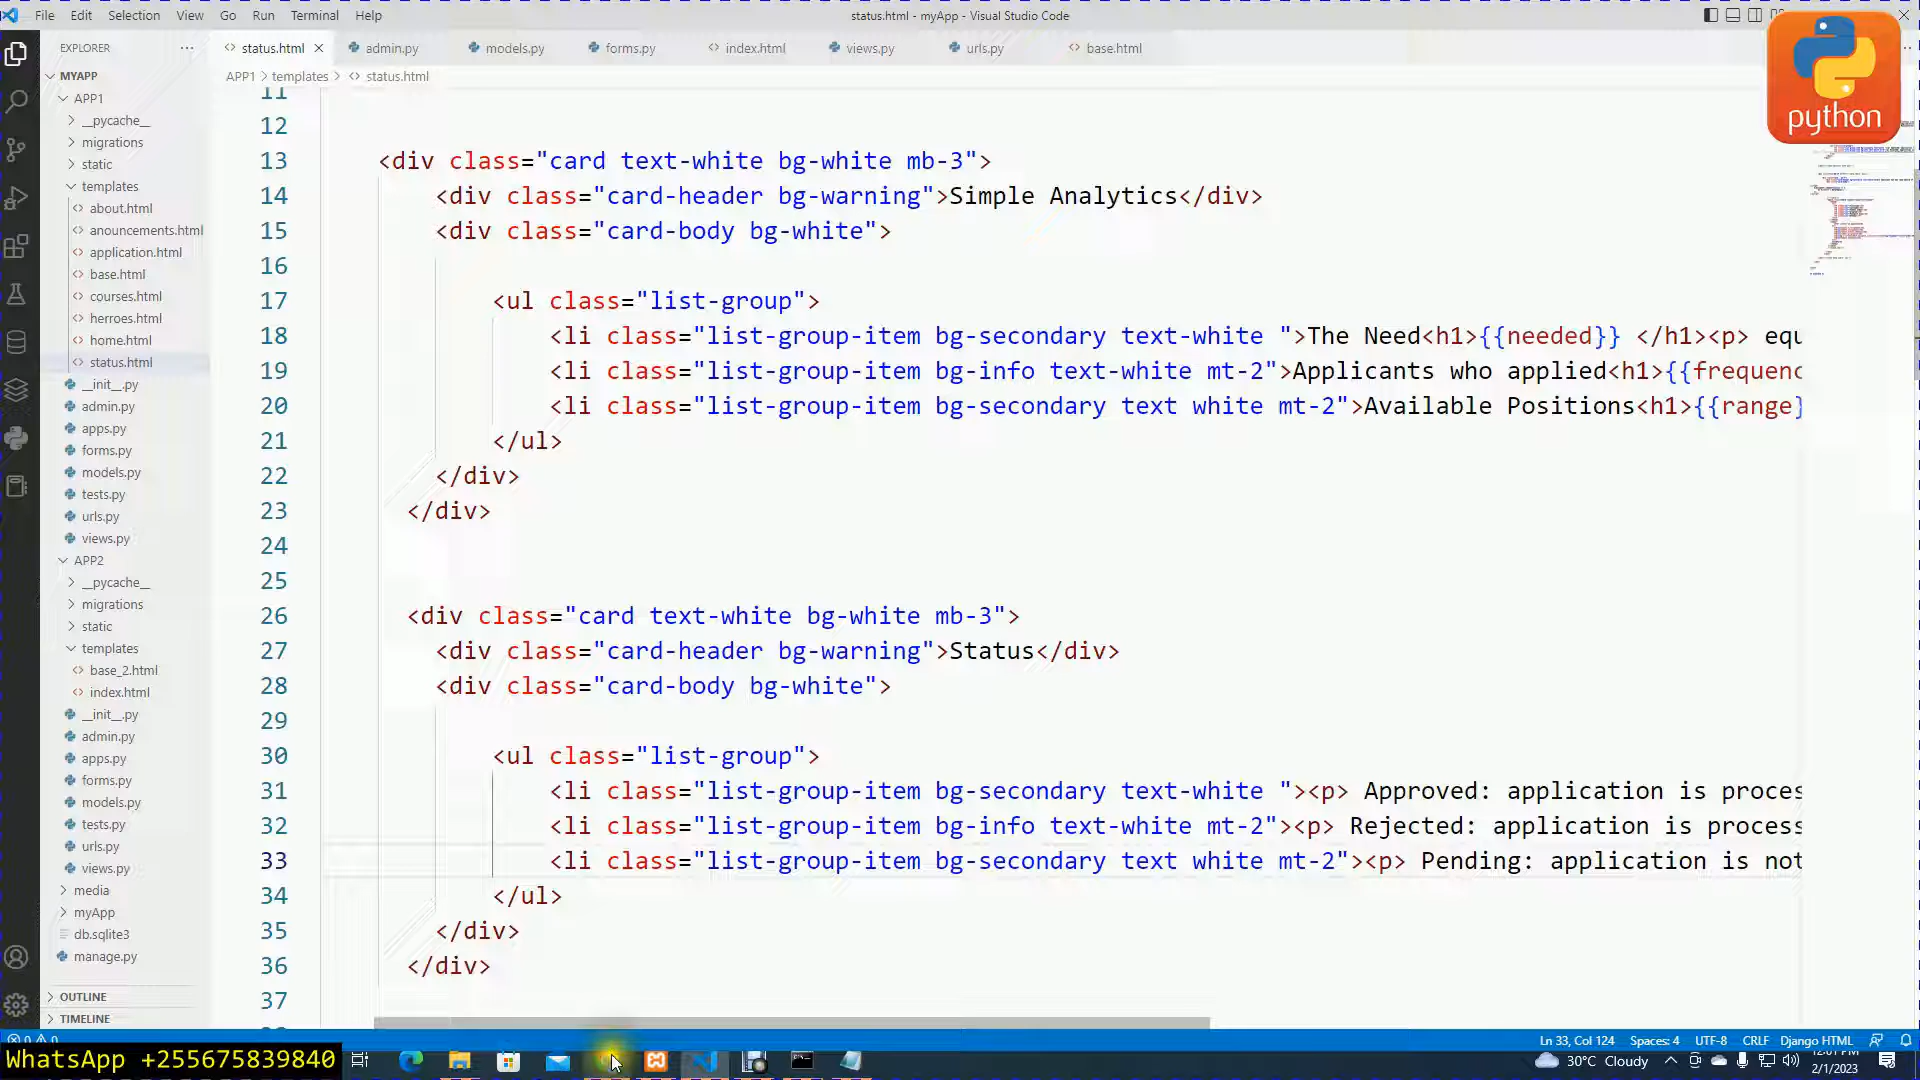 File Edit Selection View Go Run Terminal Help
status.html - myApp - Visual Studio Code
EXPLORER
status.html admin.py models.py forms.py index.html views.py urls.py base.html
APP1 > templates > status.html
MYAPP
APP1
__pycache__
migrations
static
templates
about.html
anouncements.html
application.html
base.html
courses.html
herroes.html
home.html
status.html
__init__.py
admin.py
apps.py
forms.py
models.py
tests.py
urls.py
views.py
APP2
__pycache__
migrations
static
templates
base_2.html
index.html
__init__.py
admin.py
apps.py
forms.py
models.py
tests.py
urls.py
views.py
media
myApp
db.sqlite3
manage.py
OUTLINE
TIMELINE
11
12
13 <div class="card text-white bg-white mb-3">
14 <div class="card-header bg-warning">Simple Analytics</div>
15 <div class="card-body bg-white">
16
17 <ul class="list-group">
18 <li class="list-group-item bg-secondary text-white ">The Need<h1>{{needed}} </h1><p> equ
19 <li class="list-group-item bg-info text-white mt-2">Applicants who applied<h1>{{frequenc
20 <li class="list-group-item bg-secondary text white mt-2">Available Positions<h1>{{range}
21 </ul>
22 </div>
23 </div>
24
25
26 <div class="card text-white bg-white mb-3">
27 <div class="card-header bg-warning">Status</div>
28 <div class="card-body bg-white">
29
30 <ul class="list-group">
31 <li class="list-group-item bg-secondary text-white "><p> Approved: application is proces
32 <li class="list-group-item bg-info text-white mt-2"><p> Rejected: application is process
33 <li class="list-group-item bg-secondary text white mt-2"><p> Pending: application is not
34 </ul>
35 </div>
36 </div>
37
python
Ln 33, Col 124 Spaces: 4 UTF-8 CRLF Django HTML
WhatsApp +255675839840
30°C Cloudy
12:01 PM
2/1/2023